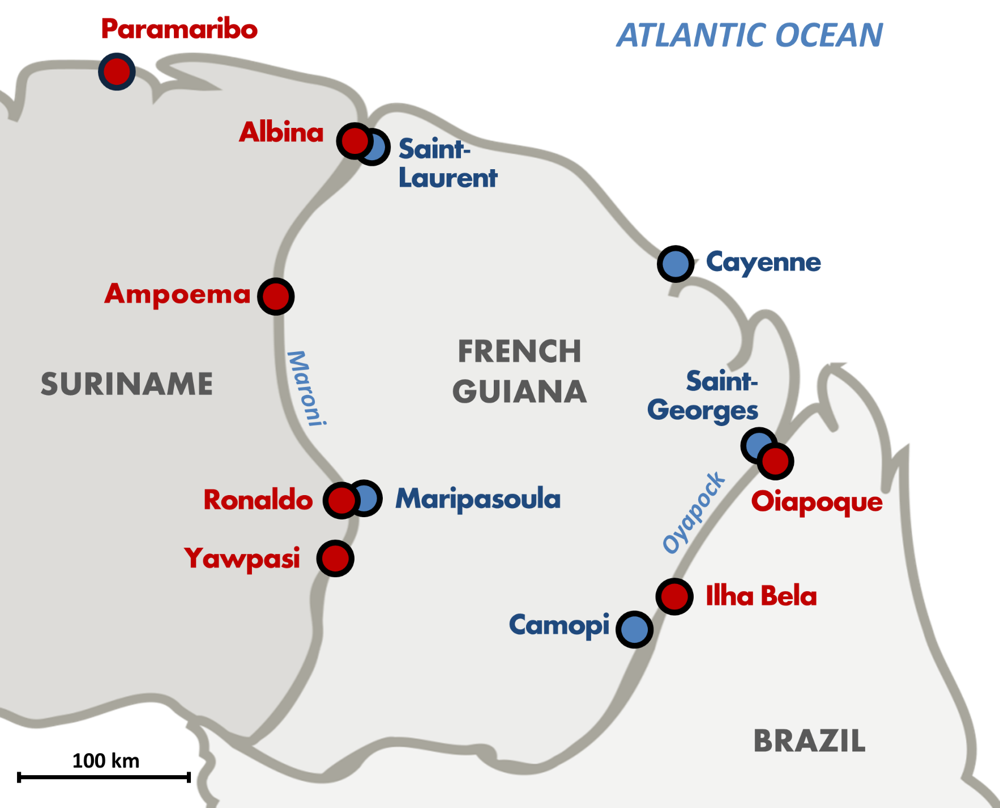 Paramaribo
ATLANTIC OCEAN
Albina
Saint-
Laurent
Cayenne
Ampoema
Maroni
FRENCH
GUIANA
SURINAME
Saint-
Georges
Ronaldo
Maripasoula
Oyapock
Oiapoque
Yawpasi
Ilha Bela
Camopi
BRAZIL
100 km